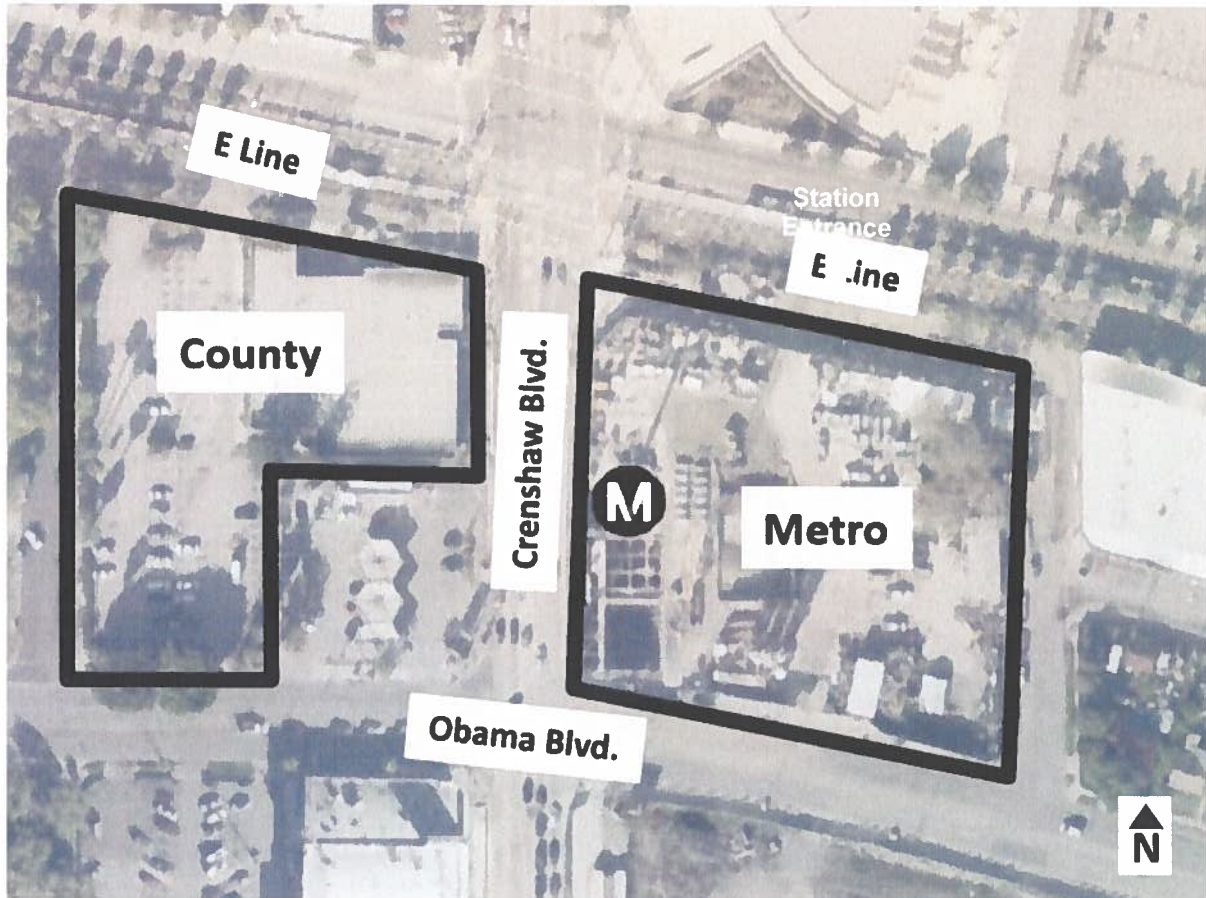 E Line
Station
Entrance
E .ine
County
Crenshaw Blvd.
M
Metro
Obama Blvd.
N